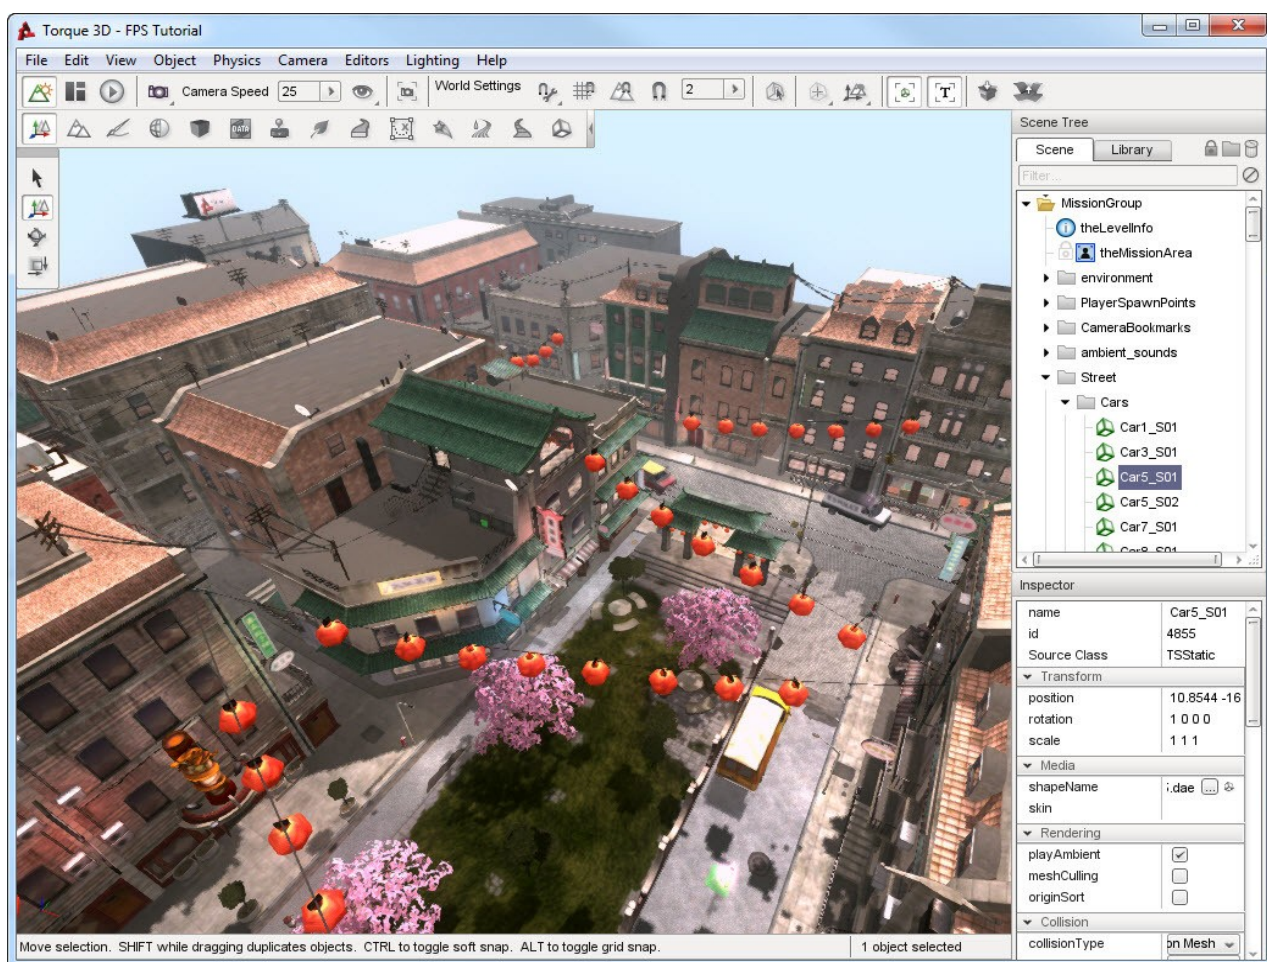 Torque 3D - FPS Tutorial
File Edit View Object Physics Camera Editors Lighting Help
Camera Speed 25 World Settings 2
DATA
T
Scene Tree
Scene Library
Filter...
MissionGroup
theLevelInfo
theMissionArea
environment
PlayerSpawnPoints
CameraBookmarks
ambient_sounds
Street
Cars
Car1_S01
Car3_S01
Car5_S01
Car5_S02
Car7_S01
Car8_S01
Inspector
name Car5_S01
id 4855
Source Class TSStatic
Transform
position 10.8544 -16
rotation 1 0 0 0
scale 1 1 1
Media
shapeName .dae ...
skin
Rendering
playAmbient
meshCulling
originSort
Collision
collisionType on Mesh
Move selection. SHIFT while dragging duplicates objects. CTRL to toggle soft snap. ALT to toggle grid snap.
1 object selected